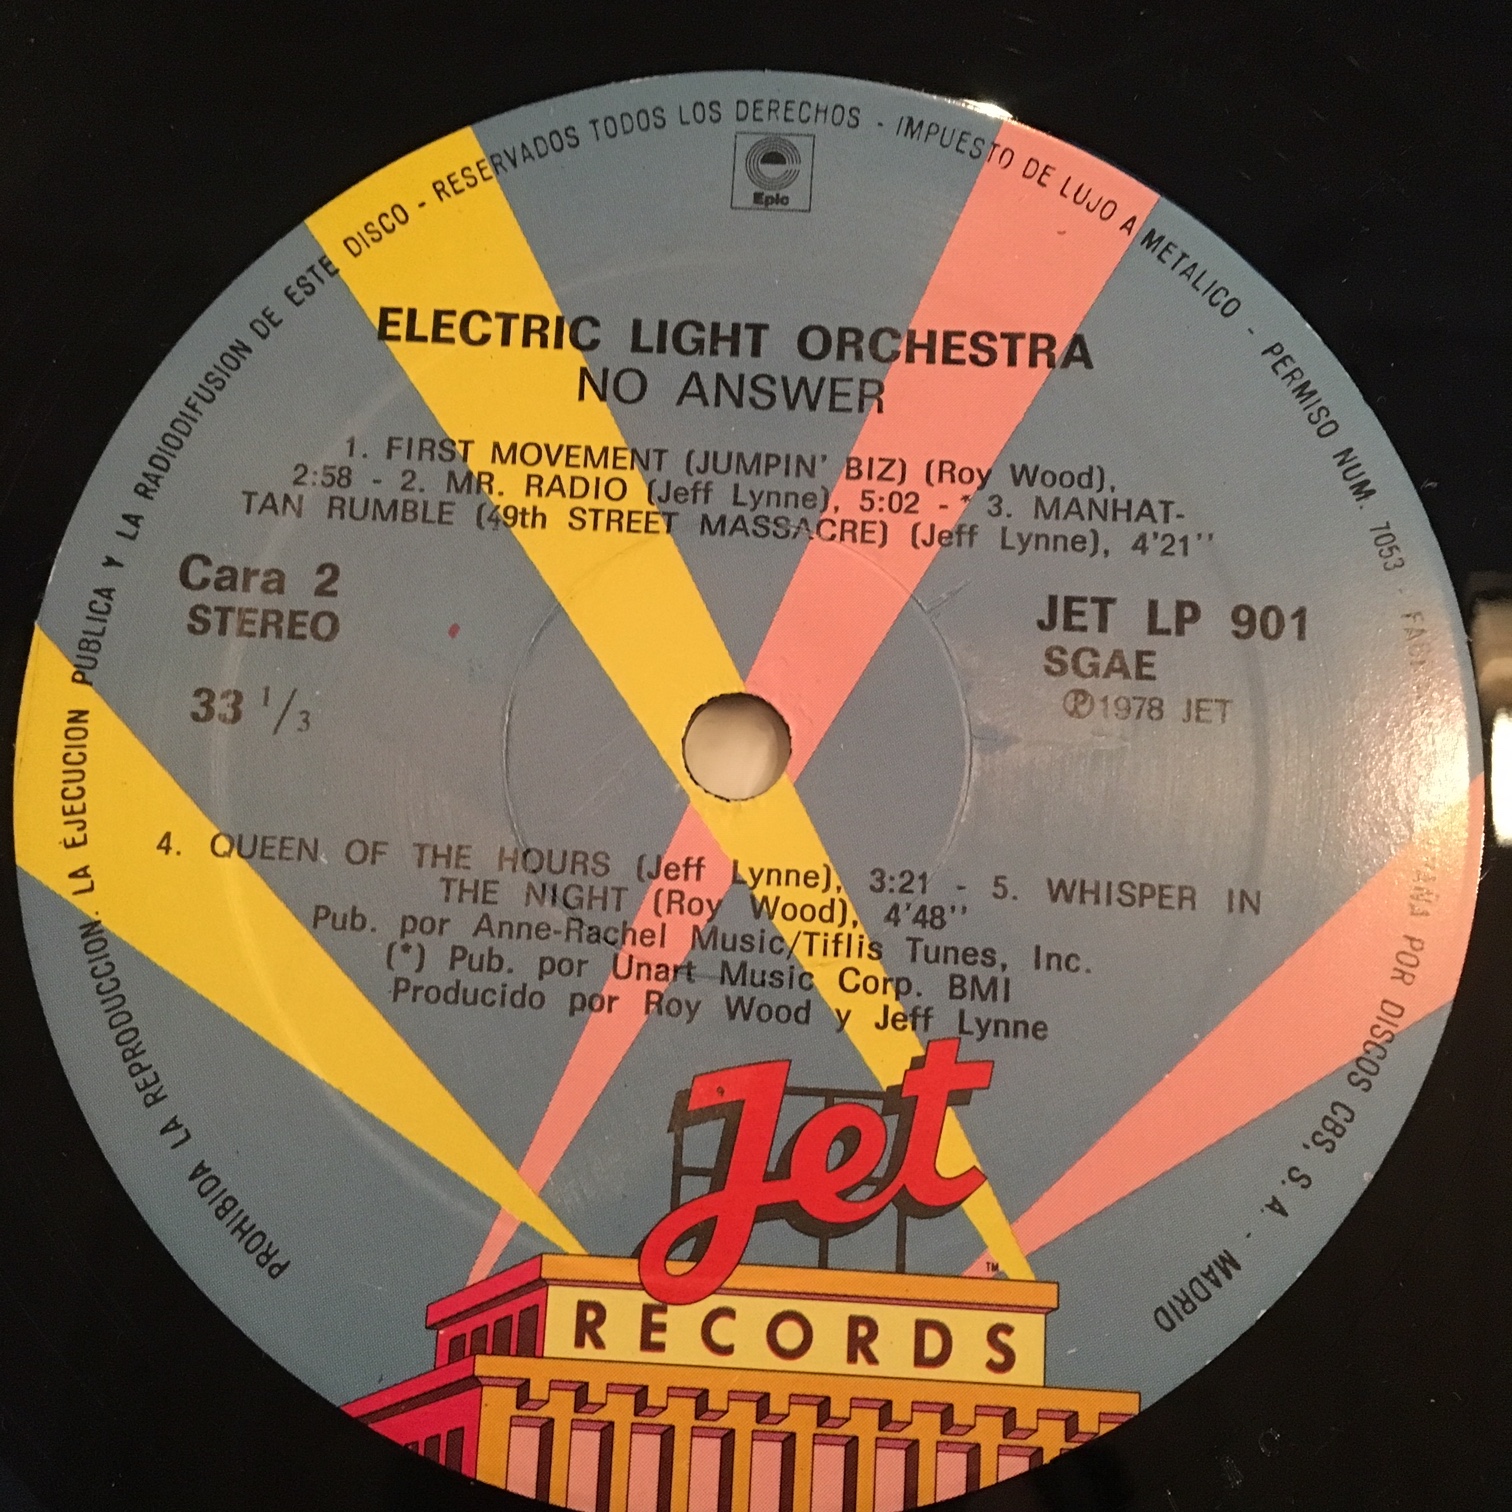 PROHIBIDA LA REPRODUCCION. LA EJECUCION PUBLICA Y LA RADIODIFUSION DE ESTE DISCO - RESERVADOS TODOS LOS DERECHOS - IMPUESTO DE LUJO A METALICO - PERMISO NUM. 7053 - POR DISCOS CBS, S. A. - MADRID
Epic
ELECTRIC LIGHT ORCHESTRA
NO ANSWER
1. FIRST MOVEMENT (JUMPIN' BIZ) (Roy Wood),
2:58 - 2. MR. RADIO (Jeff Lynne), 5:02 - * 3. MANHAT-
TAN RUMBLE (49th STREET MASSACRE) (Jeff Lynne), 4'21''
Cara 2
STEREO
33 1/3
JET LP 901
SGAE
℗1978 JET
4. QUEEN OF THE HOURS (Jeff Lynne), 3:21 - 5. WHISPER IN
THE NIGHT (Roy Wood), 4'48''
Pub. por Anne-Rachel Music/Tiflis Tunes, Inc.
(*) Pub. por Unart Music Corp. BMI
Producido por Roy Wood y Jeff Lynne
Jet
TM
RECORDS